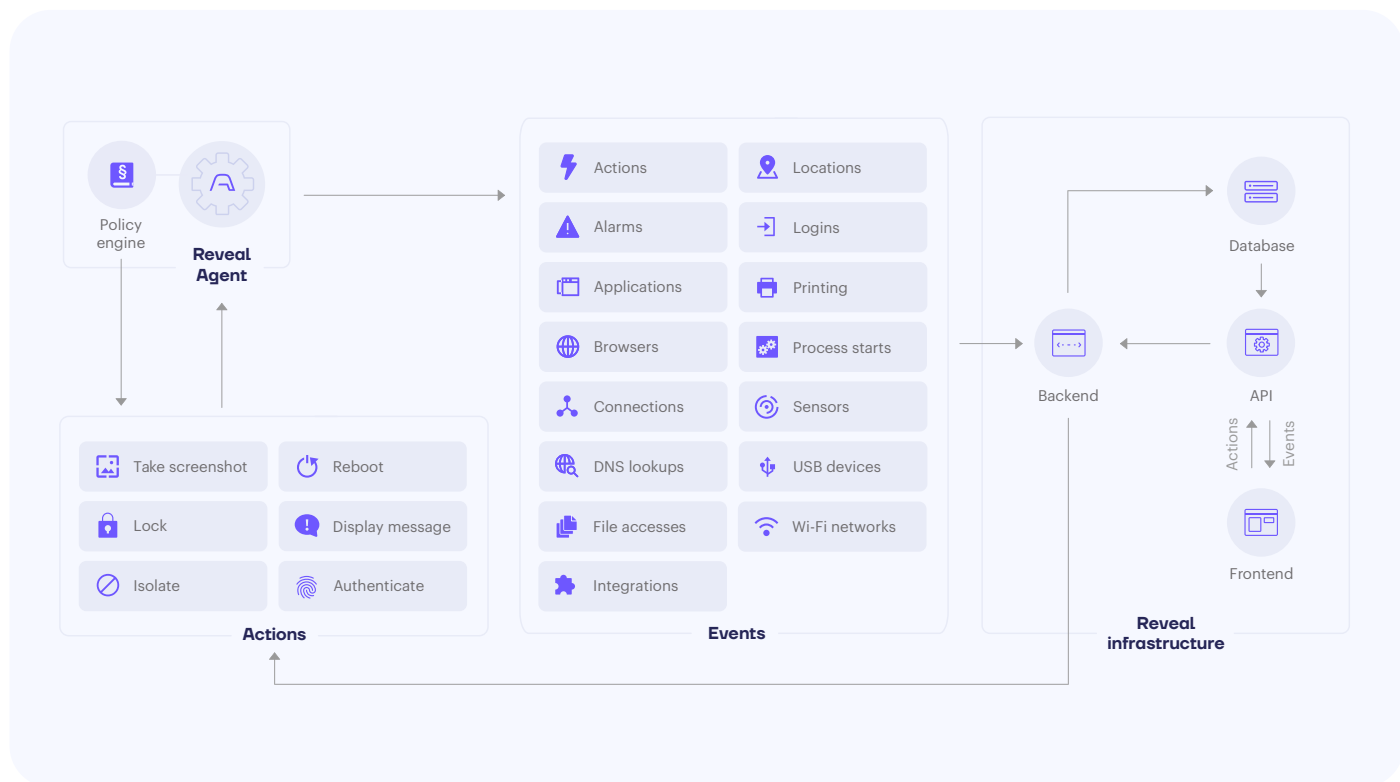 Policy
engine
Reveal
Agent
Take screenshot
Reboot
Lock
Display message
Isolate
Authenticate
Actions
Actions
Locations
Alarms
Logins
Applications
Printing
Browsers
Process starts
Connections
Sensors
DNS lookups
USB devices
File accesses
Wi-Fi networks
Integrations
Events
Database
Backend
API
Actions
Events
Frontend
Reveal
infrastructure